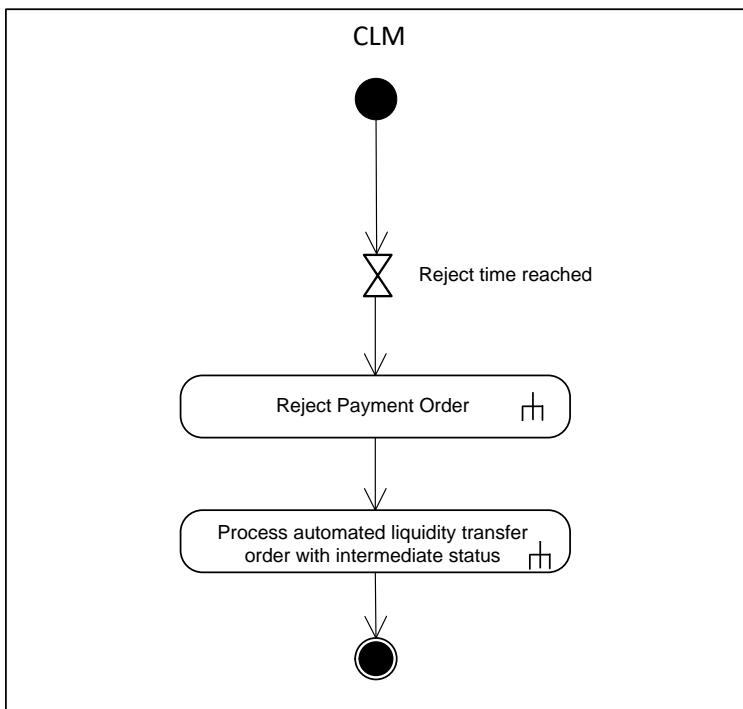 CLM
Reject time reached
Reject Payment Order
Process automated liquidity transfer
order with intermediate status